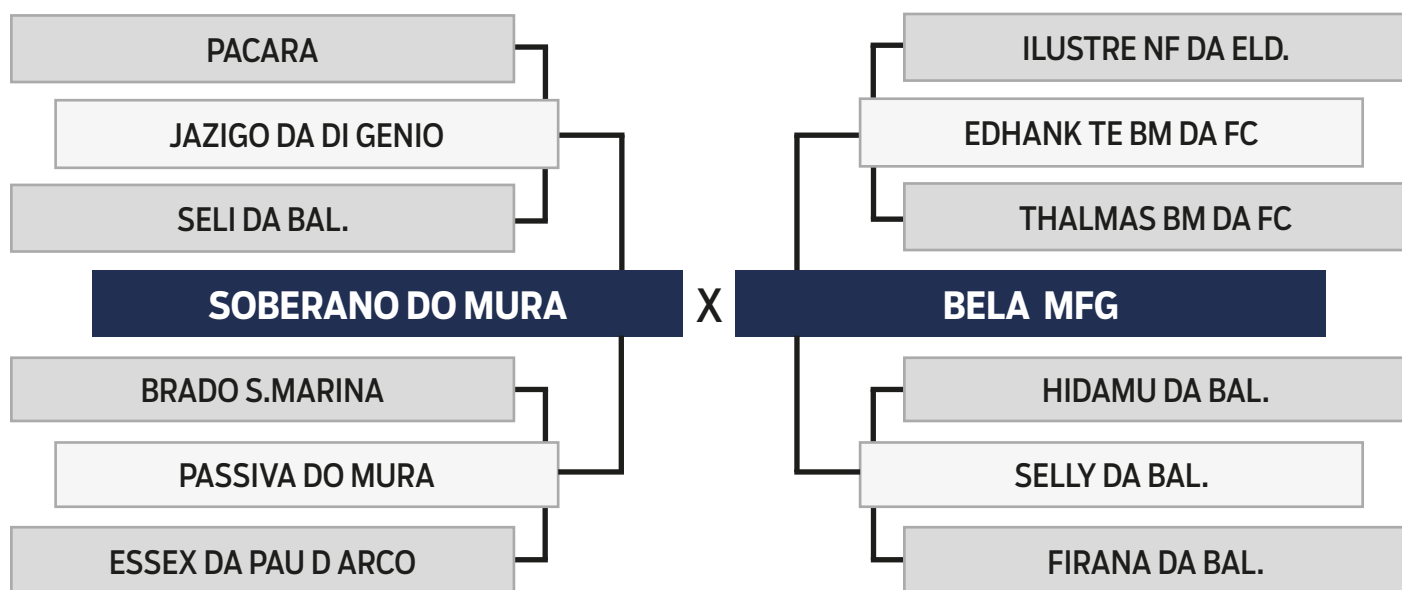 PACARA
JAZIGO DA DI GENIO
SELI DA BAL.
SOBERANO DO MURA
BRADO S.MARINA
PASSIVA DO MURA
ESSEX DA PAU D ARCO
X
ILUSTRE NF DA ELD.
EDHANK TE BM DA FC
THALMAS BM DA FC
BELA MFG
HIDAMU DA BAL.
SELLY DA BAL.
FIRANA DA BAL.